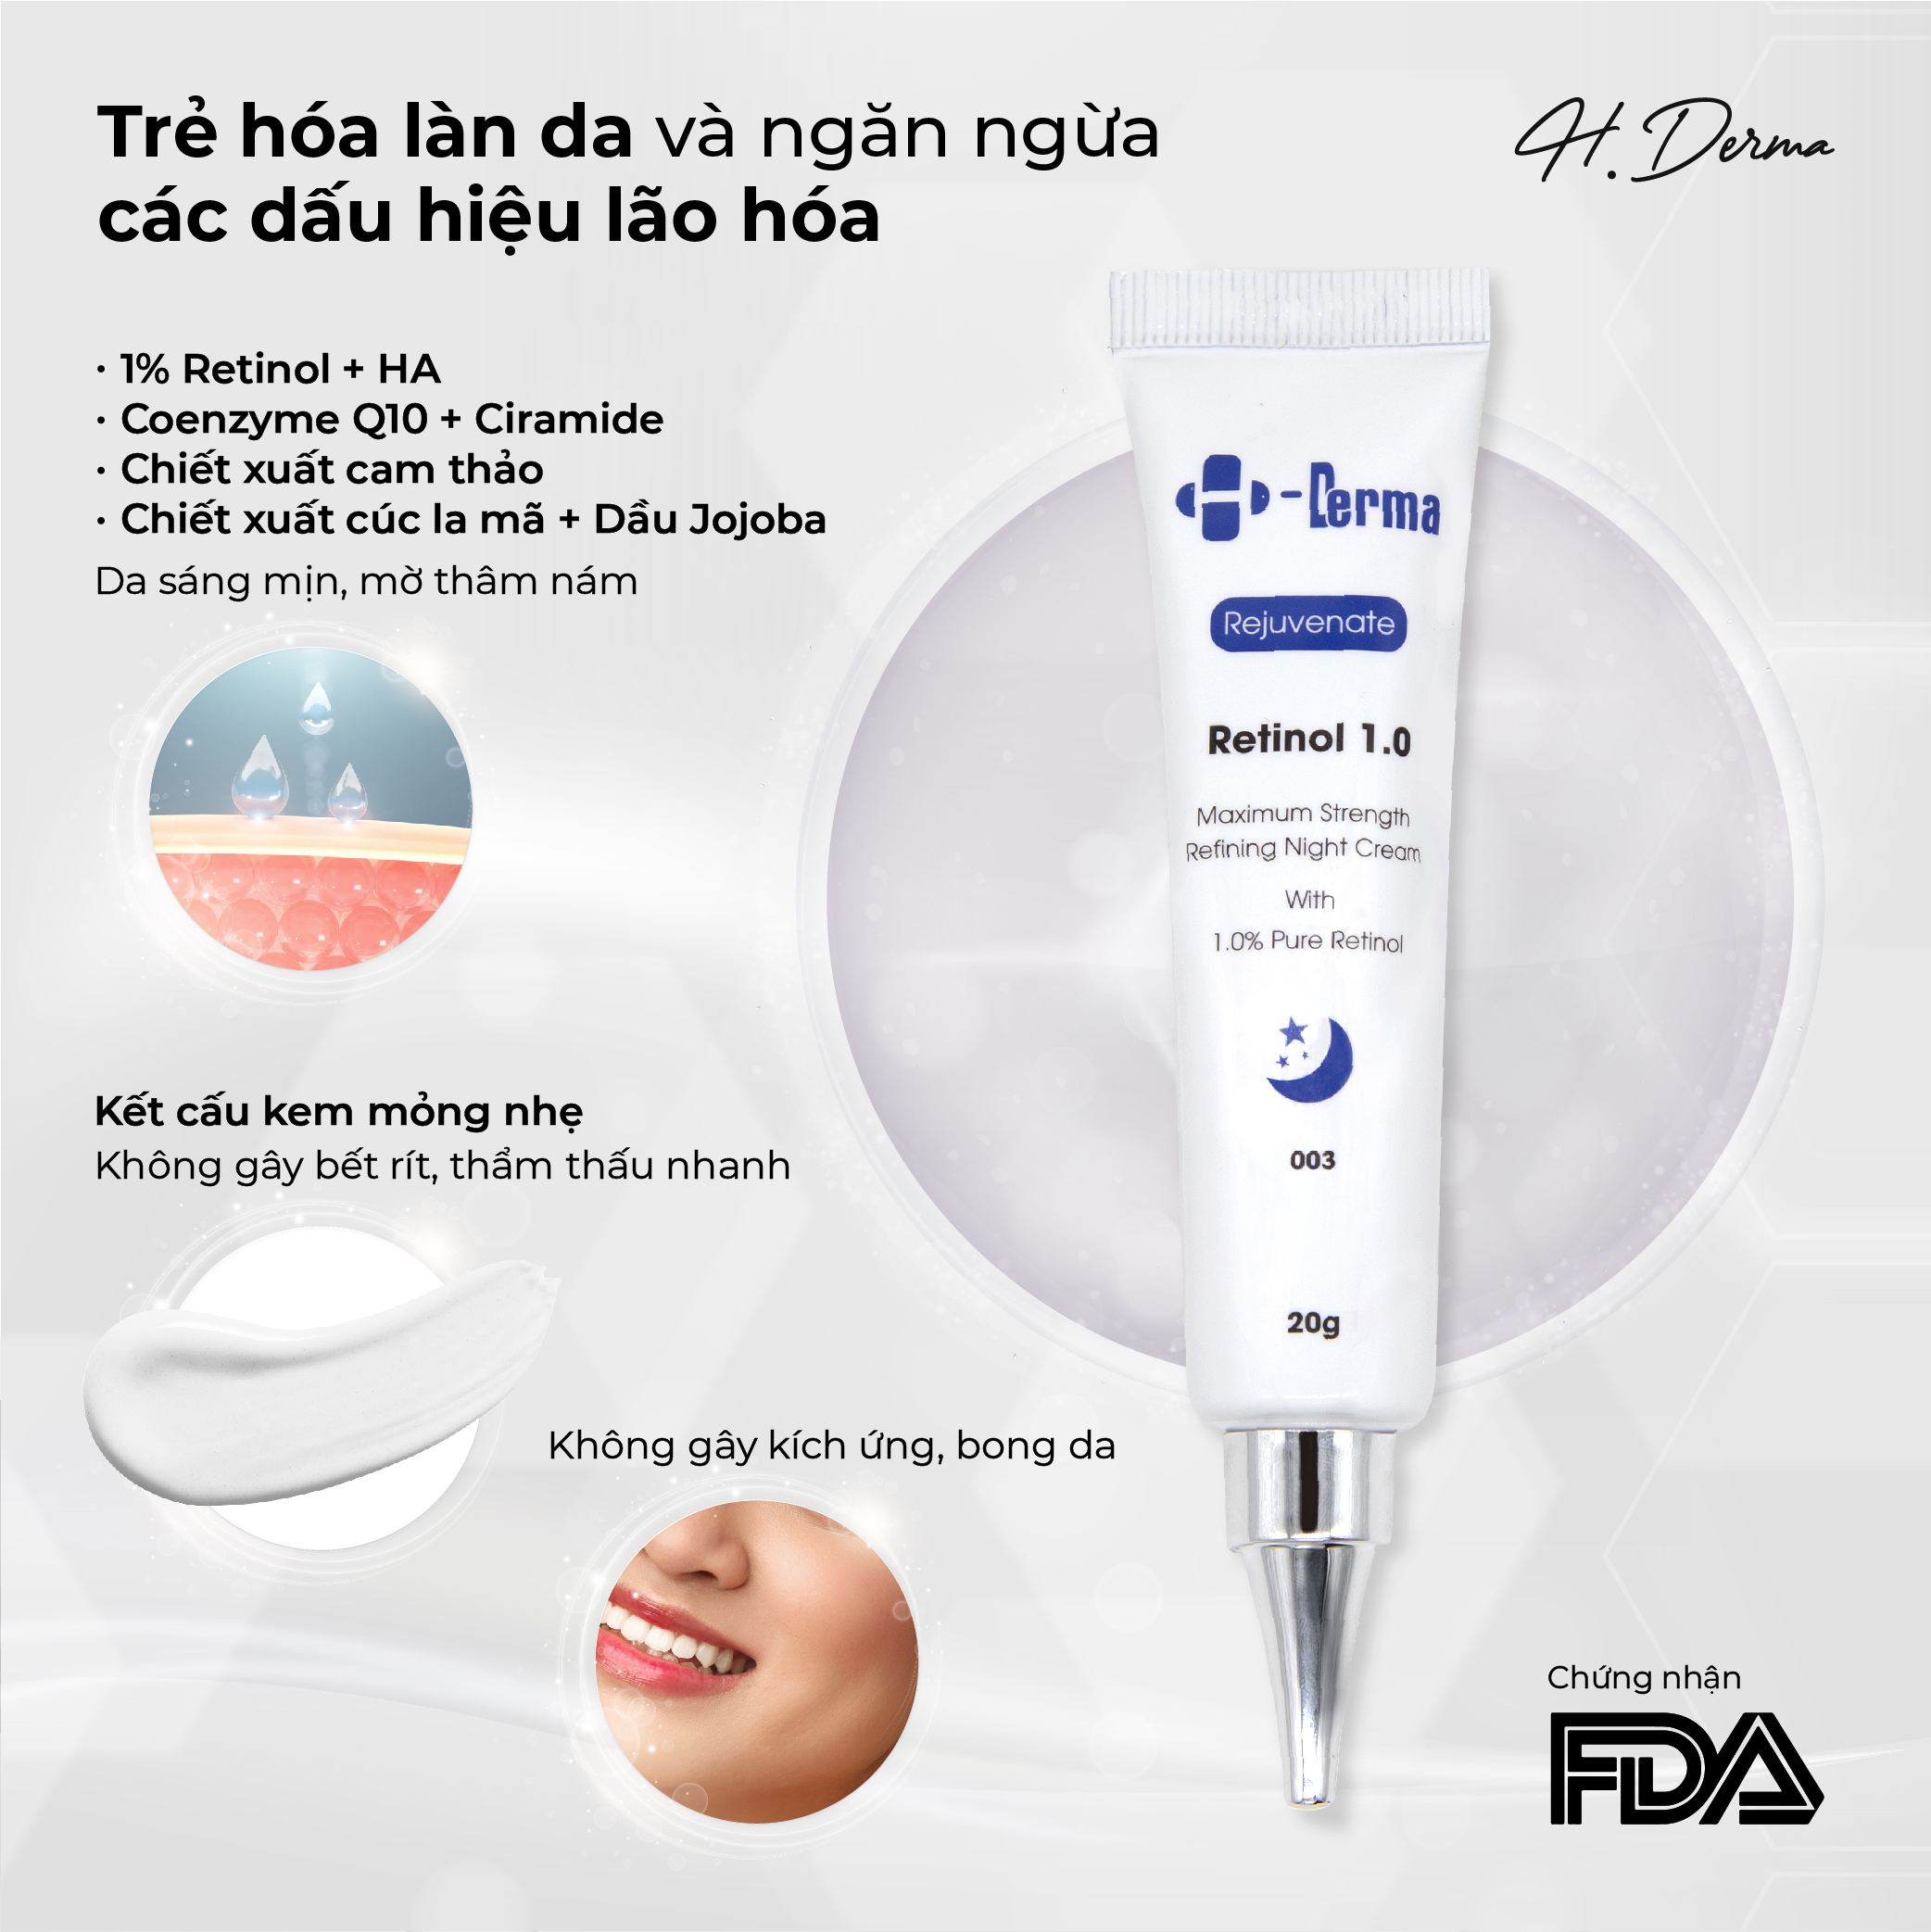 Trẻ hóa làn da và ngăn ngừa
các dấu hiệu lão hóa
H. Derma
· 1% Retinol + HA
· Coenzyme Q10 + Ciramide
· Chiết xuất cam thảo
· Chiết xuất cúc la mã + Dầu Jojoba
Da sáng mịn, mờ thâm nám
H-Derma
Rejuvenate
Retinol 1.0
Maximum Strength
Refining Night Cream
With
1.0% Pure Retinol
003
20g
Kết cấu kem mỏng nhẹ
Không gây bết rít, thẩm thấu nhanh
Không gây kích ứng, bong da
Chứng nhận
FDA